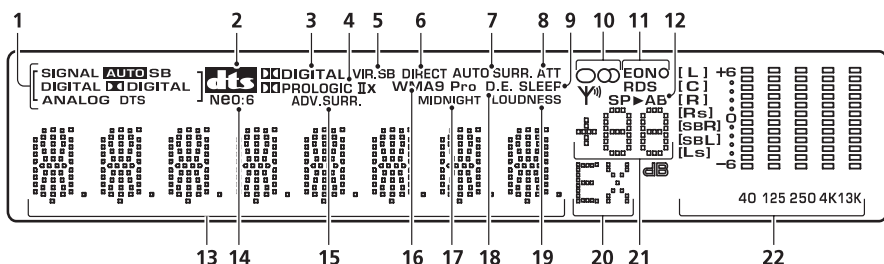 1 2 3 4 5 6 7 8 9 10 11 12
SIGNAL AUTO SB dts DIGITAL VIR.SB DIRECT AUTO SURR. ATT EON [L] +6
DIGITAL DIGITAL PROLOGIC IIx WMA9 Pro D.E. SLEEP RDS [C]
ANALOG DTS NEO:6 ADV.SURR. MIDNIGHT LOUDNESS SP►AB [R]
[Rs] 0
[SBR]
[SBL]
[Ls] -6
+88
EX dB
40 125 250 4K 13K
13 14 15 16 17 18 19 20 21 22